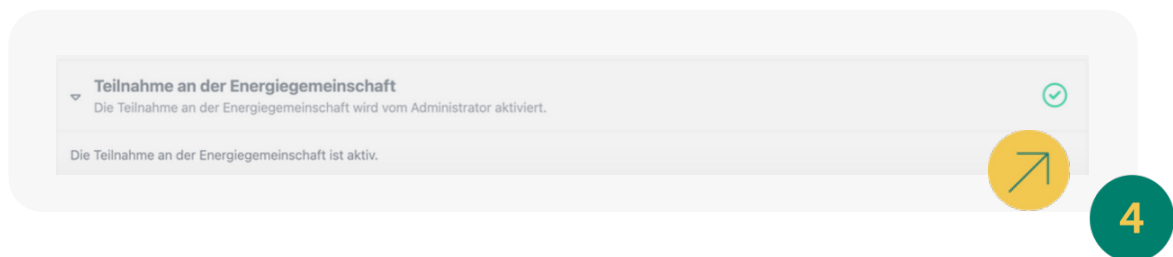 Teilnahme an der Energiegemeinschaft
Die Teilnahme an der Energiegemeinschaft wird vom Administrator aktiviert.
Die Teilnahme an der Energiegemeinschaft ist aktiv.
4